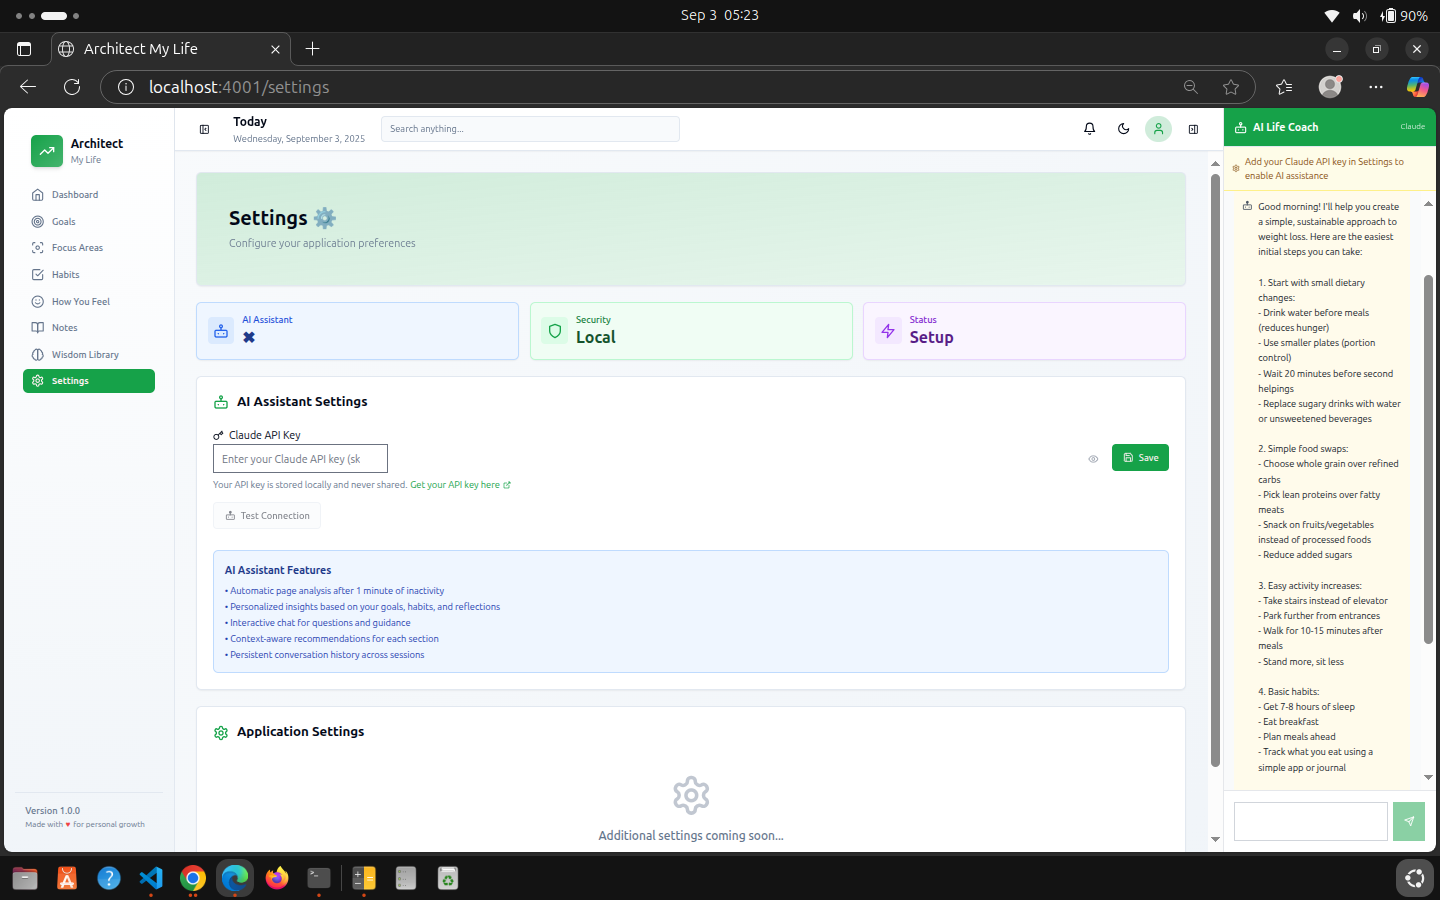 Sep 3 05:23
90%
Architect My Life
localhost:4001/settings
Architect
My Life
Dashboard
Goals
Focus Areas
Habits
How You Feel
Notes
Wisdom Library
Settings
Version 1.0.0
Made with ♥ for personal growth
Today
Wednesday, September 3, 2025
Search anything...
Settings ⚙️
Configure your application preferences
AI Assistant
✖
Security
Local
Status
Setup
AI Assistant Settings
Claude API Key
Enter your Claude API key (sk
Save
Your API key is stored locally and never shared. Get your API key here
Test Connection
AI Assistant Features
• Automatic page analysis after 1 minute of inactivity
• Personalized insights based on your goals, habits, and reflections
• Interactive chat for questions and guidance
• Context-aware recommendations for each section
• Persistent conversation history across sessions
Application Settings
Additional settings coming soon...
AI Life Coach
Claude
Add your Claude API key in Settings to
enable AI assistance
Good morning! I'll help you create
a simple, sustainable approach to
weight loss. Here are the easiest
initial steps you can take:
1. Start with small dietary
changes:
- Drink water before meals
(reduces hunger)
- Use smaller plates (portion
control)
- Wait 20 minutes before second
helpings
- Replace sugary drinks with water
or unsweetened beverages
2. Simple food swaps:
- Choose whole grain over refined
carbs
- Pick lean proteins over fatty
meats
- Snack on fruits/vegetables
instead of processed foods
- Reduce added sugars
3. Easy activity increases:
- Take stairs instead of elevator
- Park further from entrances
- Walk for 10-15 minutes after
meals
- Stand more, sit less
4. Basic habits:
- Get 7-8 hours of sleep
- Eat breakfast
- Plan meals ahead
- Track what you eat using a
simple app or journal